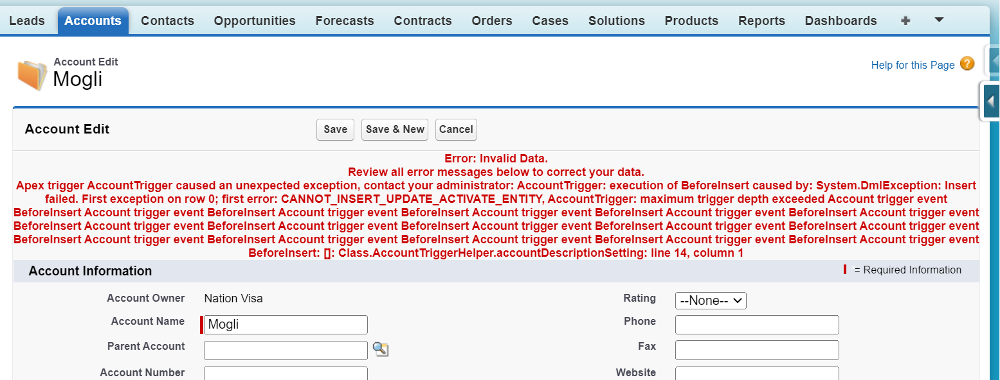 Leads Accounts Contacts Opportunities Forecasts Contracts Orders Cases Solutions Products Reports Dashboards +
Account Edit
Mogli
Help for this Page ?
Account Edit Save Save & New Cancel
Error: Invalid Data.
Review all error messages below to correct your data.
Apex trigger AccountTrigger caused an unexpected exception, contact your administrator: AccountTrigger: execution of BeforeInsert caused by: System.DmlException: Insert
failed. First exception on row 0; first error: CANNOT_INSERT_UPDATE_ACTIVATE_ENTITY, AccountTrigger: maximum trigger depth exceeded Account trigger event
BeforeInsert Account trigger event BeforeInsert Account trigger event BeforeInsert Account trigger event BeforeInsert Account trigger event BeforeInsert Account trigger event
BeforeInsert Account trigger event BeforeInsert Account trigger event BeforeInsert Account trigger event BeforeInsert Account trigger event BeforeInsert Account trigger event
BeforeInsert Account trigger event BeforeInsert Account trigger event BeforeInsert Account trigger event BeforeInsert Account trigger event BeforeInsert Account trigger event
BeforeInsert: []: Class.AccountTriggerHelper.accountDescriptionSetting: line 14, column 1
Account Information = Required Information
Account Owner Nation Visa Rating --None--
Account Name Mogli Phone
Parent Account Fax
Account Number Website